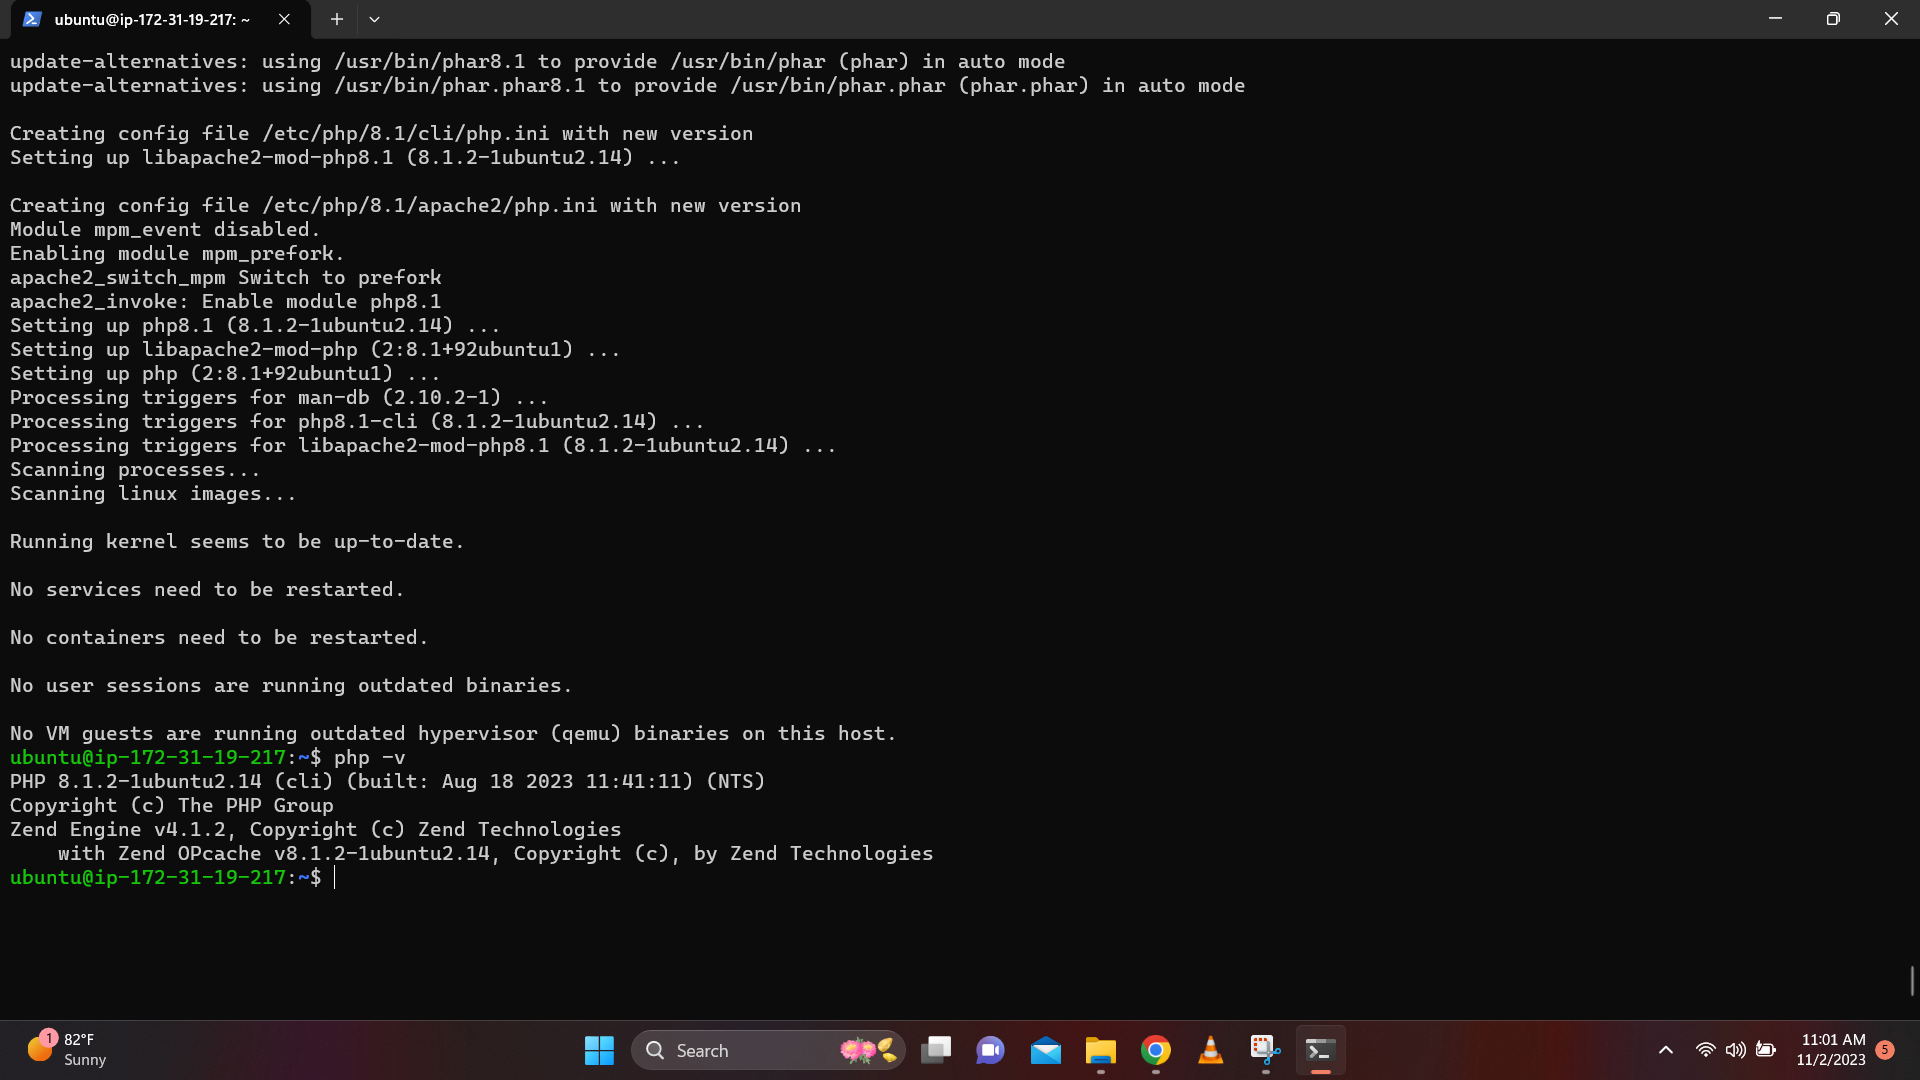 ubuntu@ip-172-31-19-217: ~
update-alternatives: using /usr/bin/phar8.1 to provide /usr/bin/phar (phar) in auto mode
update-alternatives: using /usr/bin/phar.phar8.1 to provide /usr/bin/phar.phar (phar.phar) in auto mode
Creating config file /etc/php/8.1/cli/php.ini with new version
Setting up libapache2-mod-php8.1 (8.1.2-1ubuntu2.14) ...
Creating config file /etc/php/8.1/apache2/php.ini with new version
Module mpm_event disabled.
Enabling module mpm_prefork.
apache2_switch_mpm Switch to prefork
apache2_invoke: Enable module php8.1
Setting up php8.1 (8.1.2-1ubuntu2.14) ...
Setting up libapache2-mod-php (2:8.1+92ubuntu1) ...
Setting up php (2:8.1+92ubuntu1) ...
Processing triggers for man-db (2.10.2-1) ...
Processing triggers for php8.1-cli (8.1.2-1ubuntu2.14) ...
Processing triggers for libapache2-mod-php8.1 (8.1.2-1ubuntu2.14) ...
Scanning processes...
Scanning linux images...
Running kernel seems to be up-to-date.
No services need to be restarted.
No containers need to be restarted.
No user sessions are running outdated binaries.
No VM guests are running outdated hypervisor (qemu) binaries on this host.
ubuntu@ip-172-31-19-217:~$ php -v
PHP 8.1.2-1ubuntu2.14 (cli) (built: Aug 18 2023 11:41:11) (NTS)
Copyright (c) The PHP Group
Zend Engine v4.1.2, Copyright (c) Zend Technologies
    with Zend OPcache v8.1.2-1ubuntu2.14, Copyright (c), by Zend Technologies
ubuntu@ip-172-31-19-217:~$
1
82°F
Sunny
Search
11:01 AM
11/2/2023
5